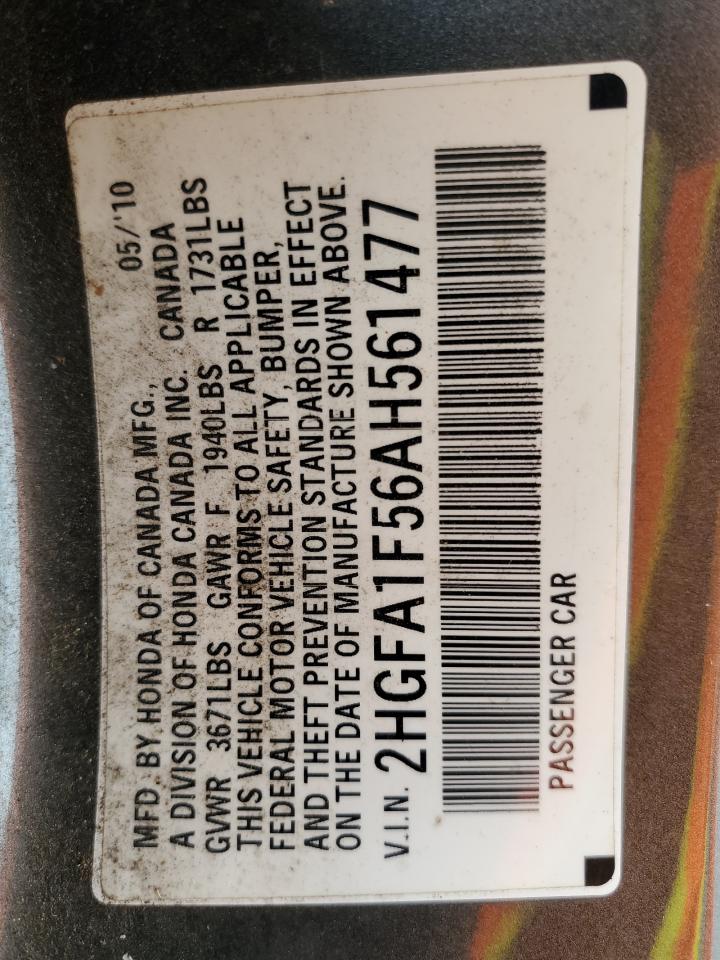 MFD. BY HONDA OF CANADA MFG., 05/'10
A DIVISION OF HONDA CANADA INC. CANADA
GVWR 3671LBS GAWR F 1940LBS R 1731LBS
THIS VEHICLE CONFORMS TO ALL APPLICABLE
FEDERAL MOTOR VEHICLE SAFETY, BUMPER,
AND THEFT PREVENTION STANDARDS IN EFFECT
ON THE DATE OF MANUFACTURE SHOWN ABOVE.
V.I.N. 2HGFA1F56AH561477
PASSENGER CAR